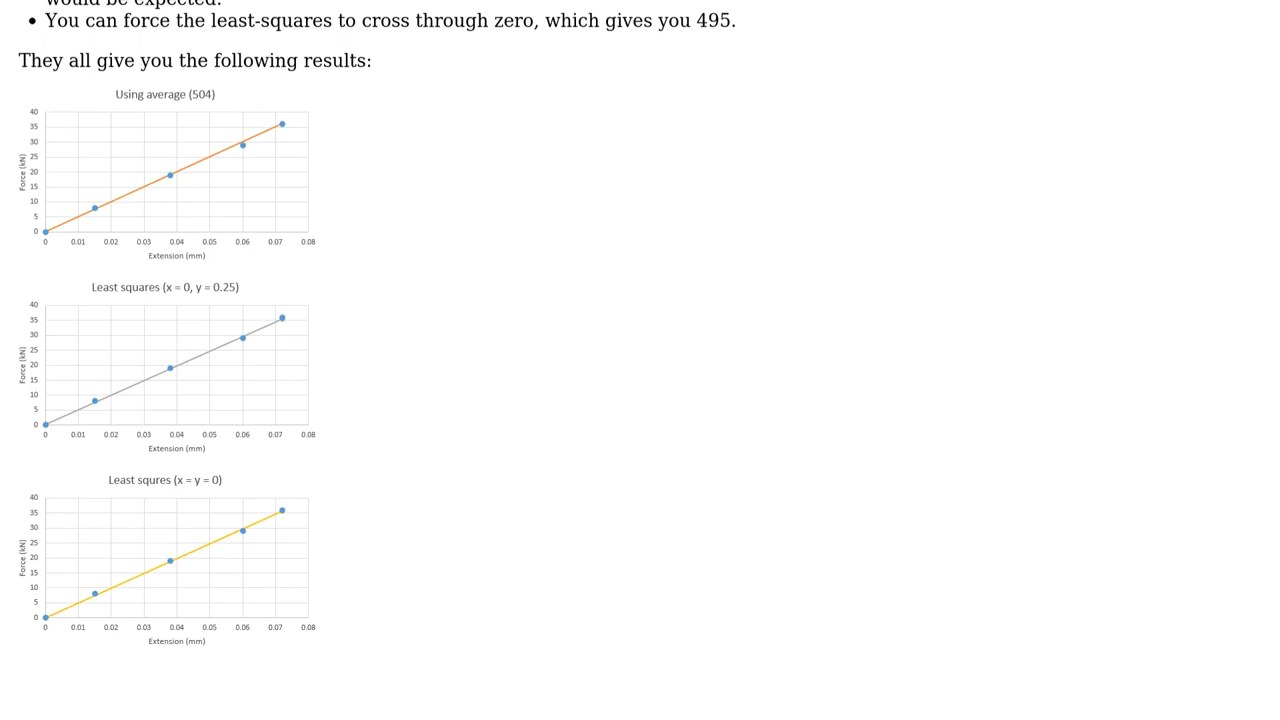 would be expected.
• You can force the least-squares to cross through zero, which gives you 495.
They all give you the following results:
Using average (504)
40
35
30
25
20
15
10
5
0
Force (kN)
0 0.01 0.02 0.03 0.04 0.05 0.06 0.07 0.08
Extension (mm)
Least squares (x = 0, y = 0.25)
40
35
30
25
20
15
10
5
0
Force (kN)
0 0.01 0.02 0.03 0.04 0.05 0.06 0.07 0.08
Extension (mm)
Least squres (x = y = 0)
40
35
30
25
20
15
10
5
0
Force (kN)
0 0.01 0.02 0.03 0.04 0.05 0.06 0.07 0.08
Extension (mm)